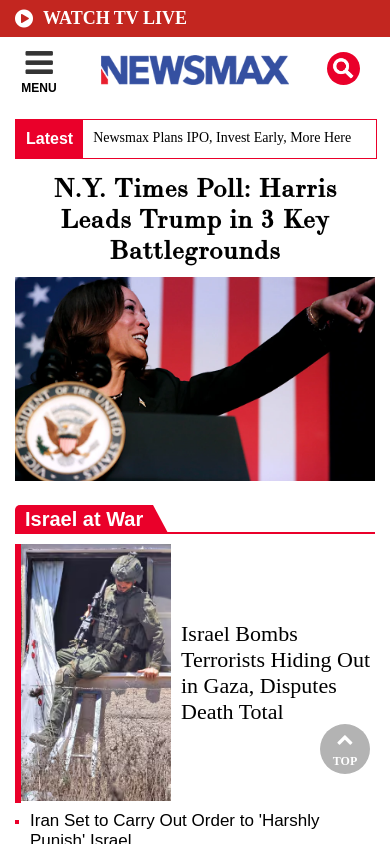 WATCH TV LIVE
MENU
NEWSMAX
Latest
Newsmax Plans IPO, Invest Early, More Here
N.Y. Times Poll: Harris
Leads Trump in 3 Key
Battlegrounds
VICE PRESIDENT OF THE
Israel at War
Israel Bombs
Terrorists Hiding Out
in Gaza, Disputes
Death Total
TOP
Iran Set to Carry Out Order to 'Harshly
Punish' Israel